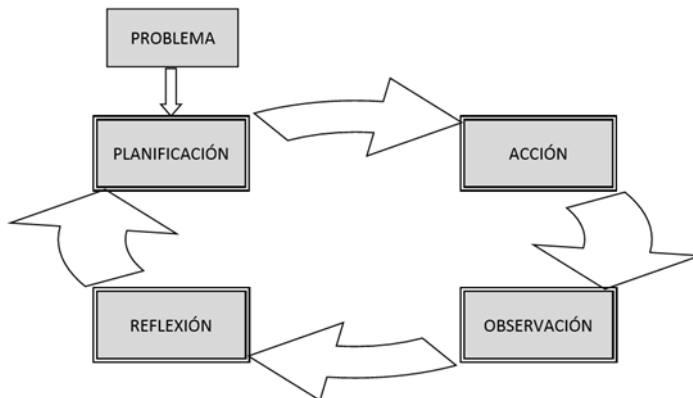 PROBLEMA
PLANIFICACIÓN
ACCIÓN
REFLEXIÓN
OBSERVACIÓN